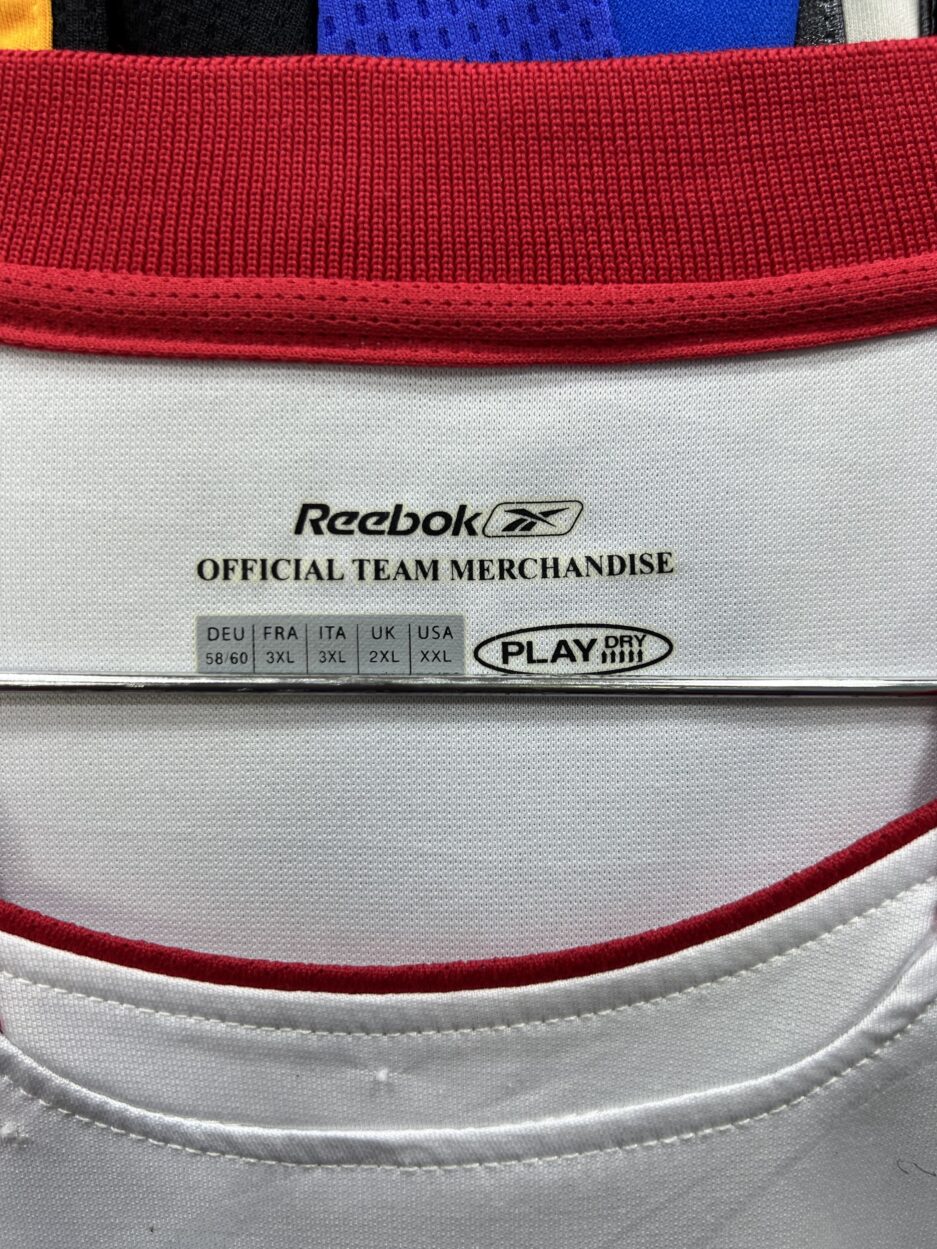 Reebok
OFFICIAL TEAM MERCHANDISE
DEU FRA ITA UK USA
58/60 3XL 3XL 2XL XXL
PLAY DRY